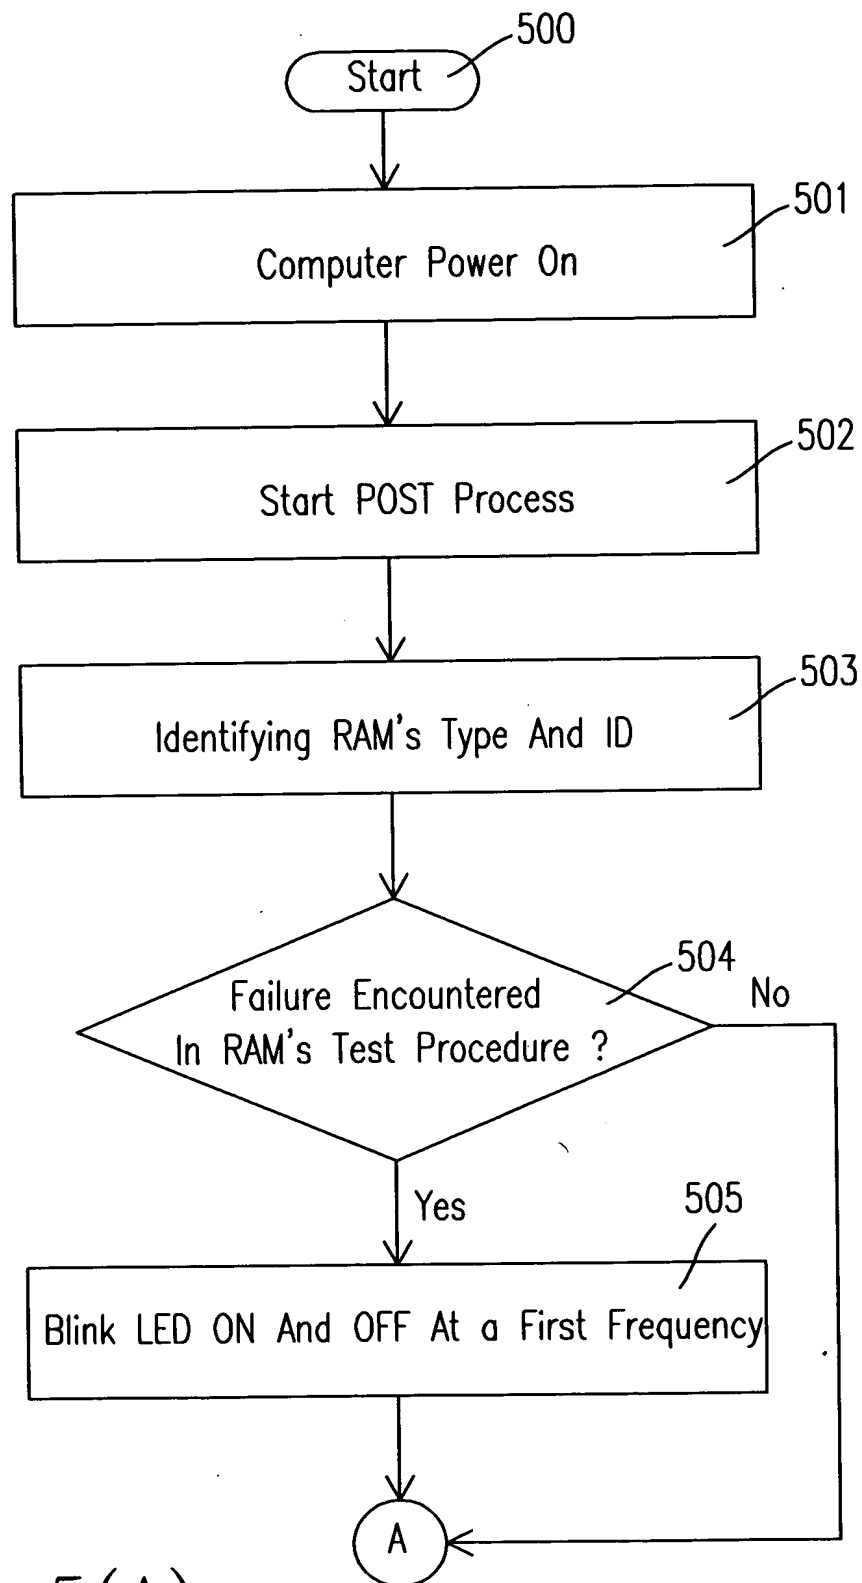 500
Start
501
Computer Power On
502
Start POST Process
503
Identifying RAM's Type And ID
504
Failure Encountered
In RAM's Test Procedure ?
No
Yes
505
Blink LED ON And OFF At a First Frequency
A
5(A)